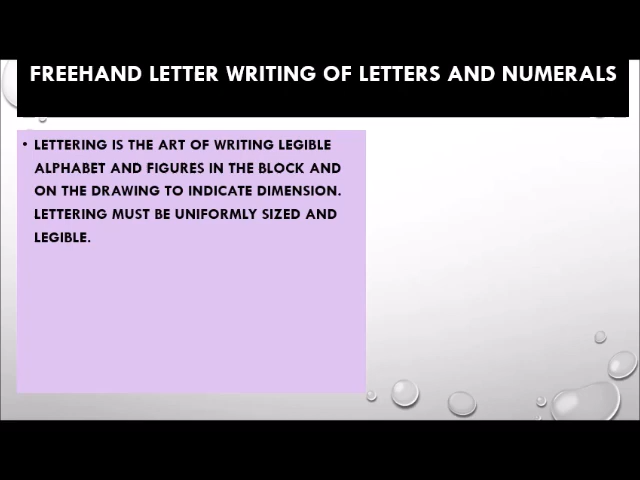 FREEHAND LETTER WRITING OF LETTERS AND NUMERALS
• LETTERING IS THE ART OF WRITING LEGIBLE
ALPHABET AND FIGURES IN THE BLOCK AND
ON THE DRAWING TO INDICATE DIMENSION.
LETTERING MUST BE UNIFORMLY SIZED AND
LEGIBLE.